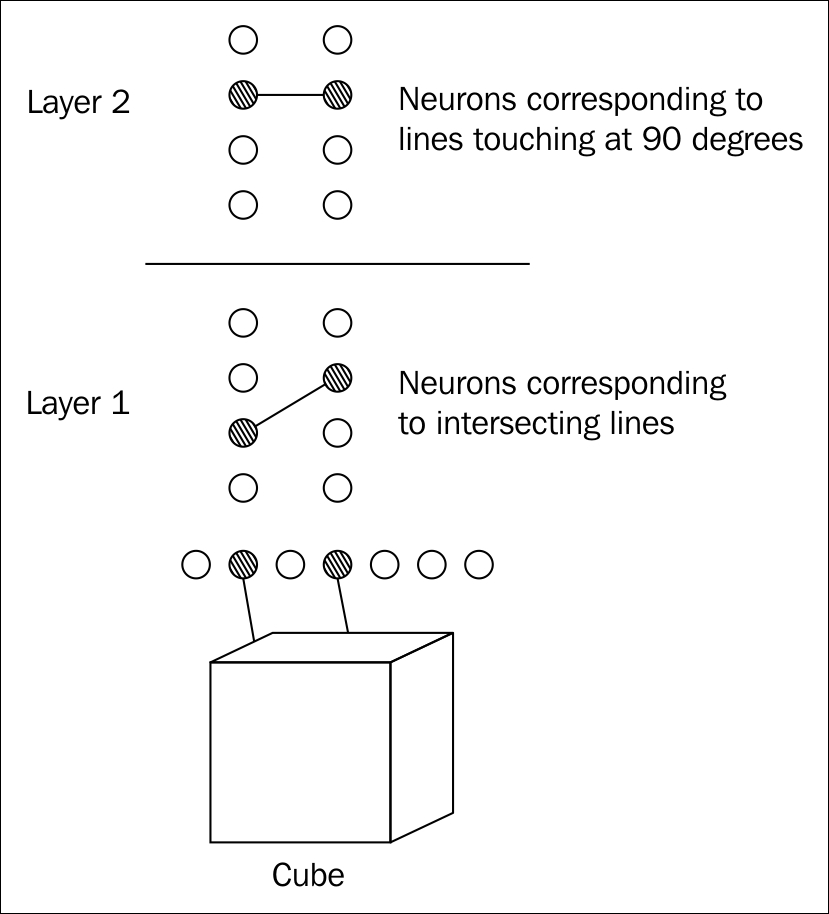 Layer 2
Neurons corresponding to
lines touching at 90 degrees
Layer 1
Neurons corresponding
to intersecting lines
Cube